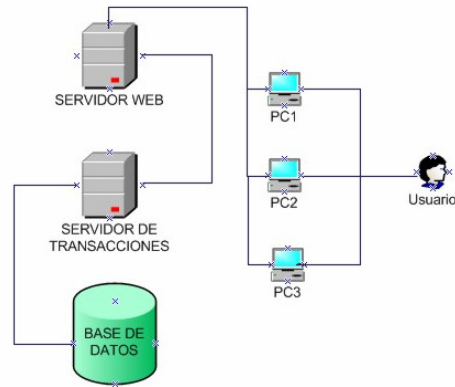 SERVIDOR WEB
PC1
PC2
Usuario
SERVIDOR DE
TRANSACCIONES
PC3
BASE DE
DATOS